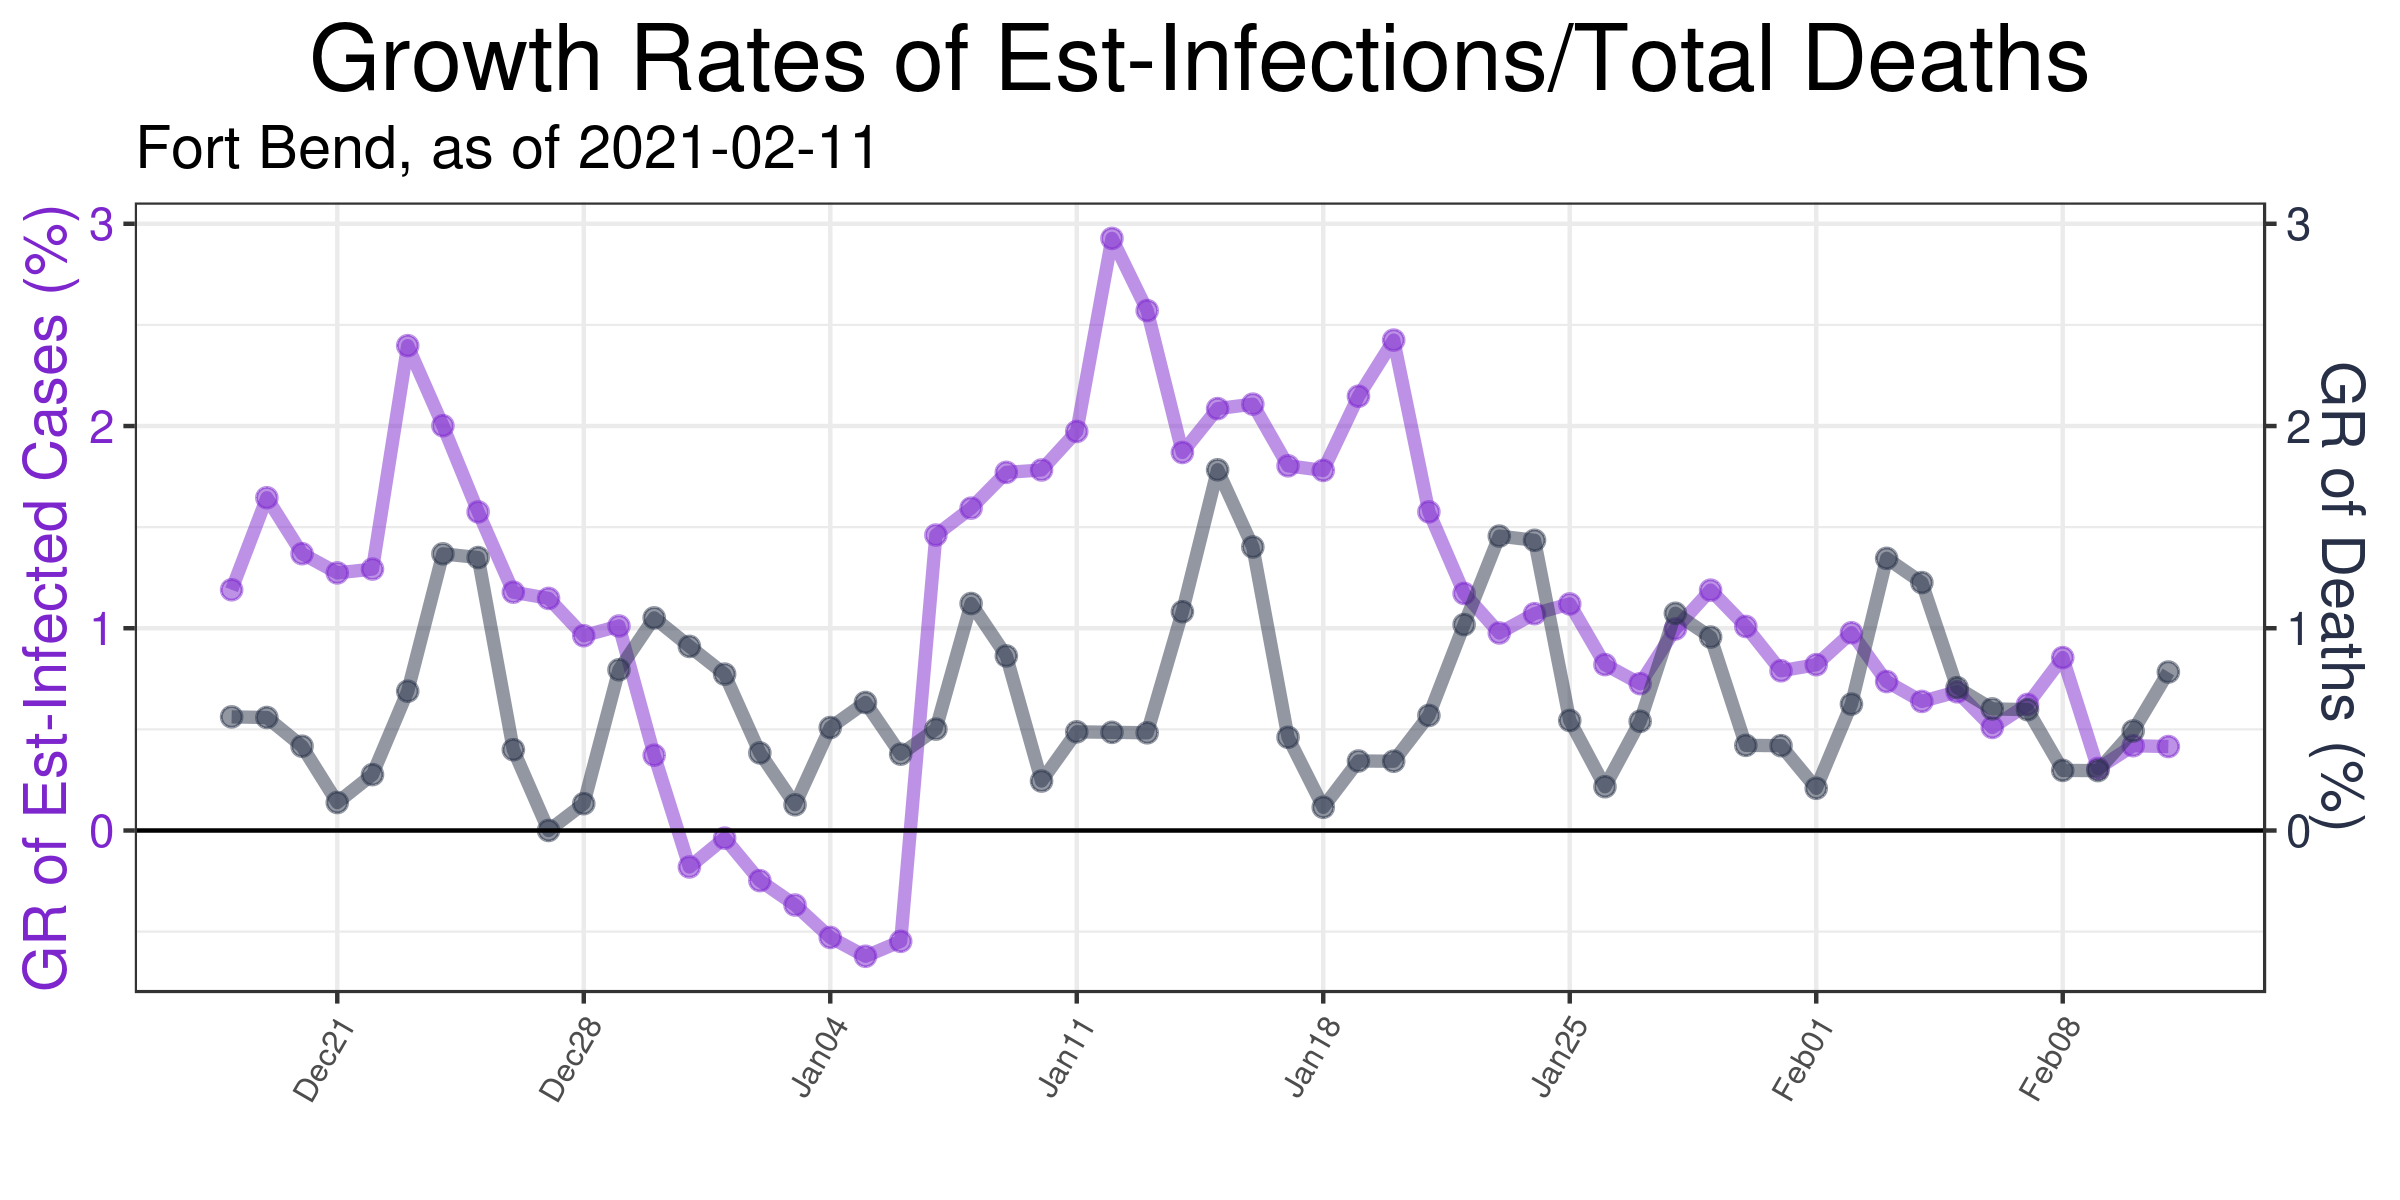 Growth Rates of Est-Infections/Total Deaths
Fort Bend, as of 2021-02-11
GR of Est-Infected Cases (%)
3
2
1
0
3
2
1
0
GR of Deaths (%)
Dec21
Dec28
Jan04
Jan11
Jan18
Jan25
Feb01
Feb08